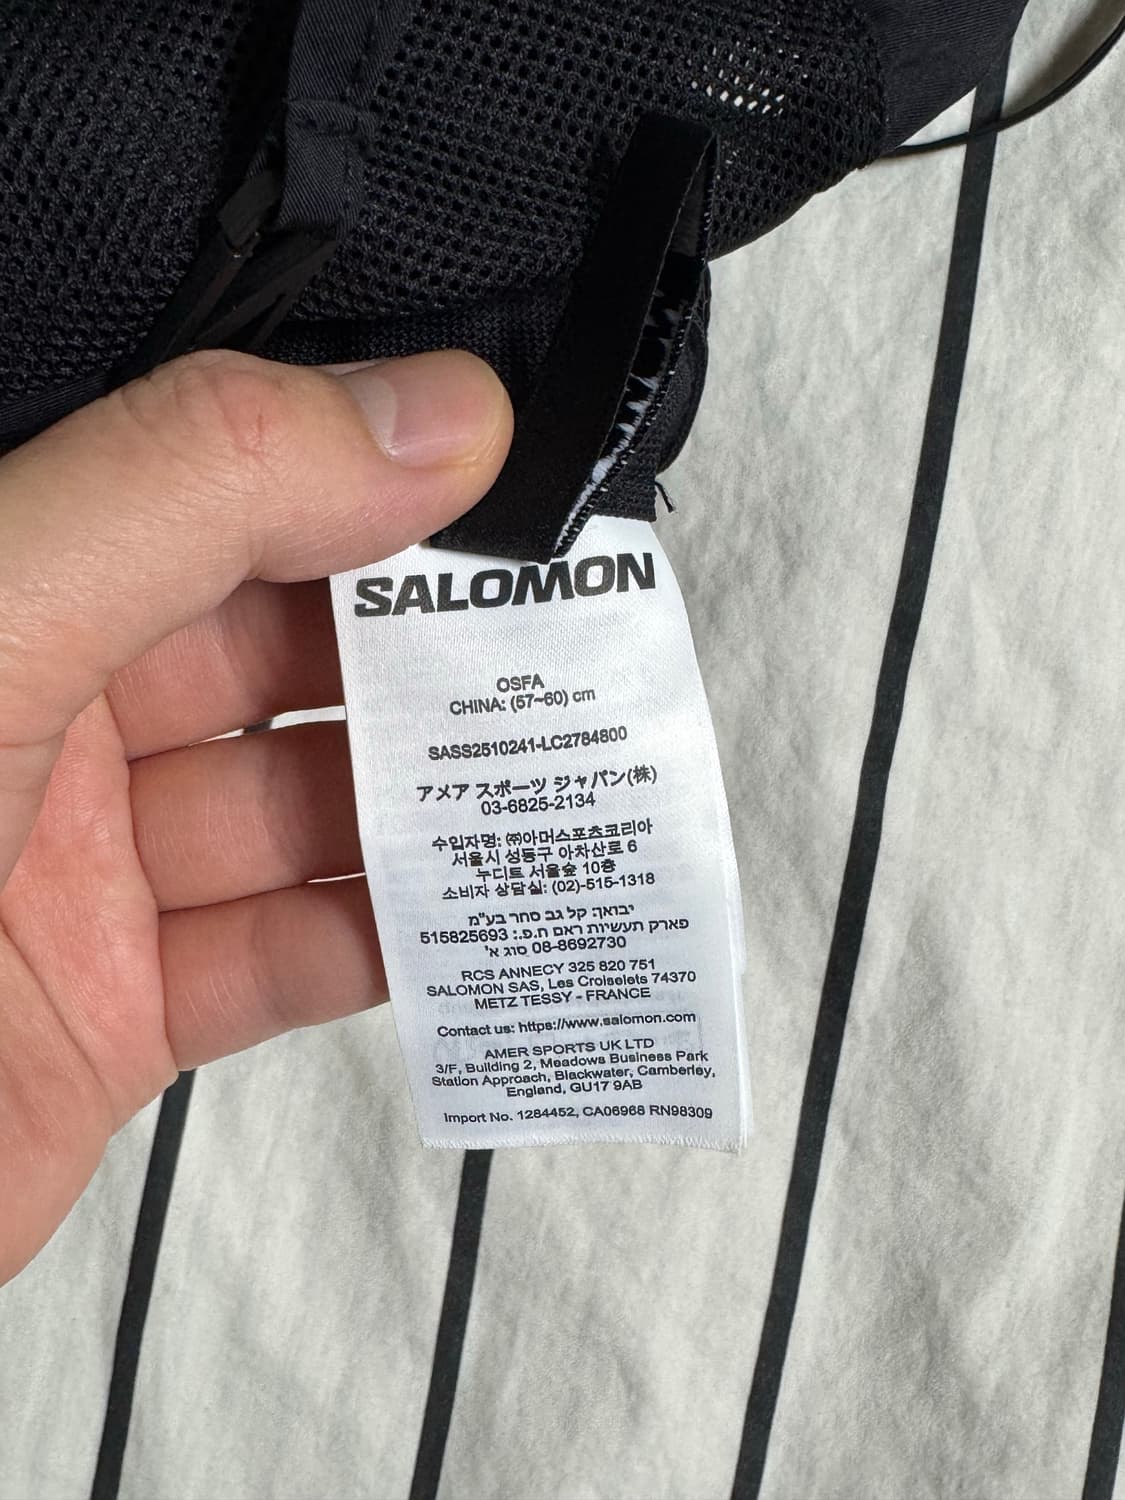 SALOMON
OSFA
CHINA: (57~60) cm
SASS2510241-LC2784800
アメア スポーツ ジャパン(株)
03-6825-2134
수입자명: ㈜아머스포츠코리아
서울시 성동구 아차산로 6
누디트 서울숲 10층
소비자 상담실: (02)-515-1318
יבואן: קל גב סחר בע"מ
פארק תעשיות ראם ח.פ.: 515825693
08-8692730 סוג א'
RCS ANNECY 325 820 751
SALOMON SAS, Les Croiselets 74370
METZ TESSY - FRANCE
Contact us: https://www.salomon.com
AMER SPORTS UK LTD
3/F, Building 2, Meadows Business Park
Station Approach, Blackwater, Camberley,
England, GU17 9AB
Import No. 1284452, CA06968 RN98309